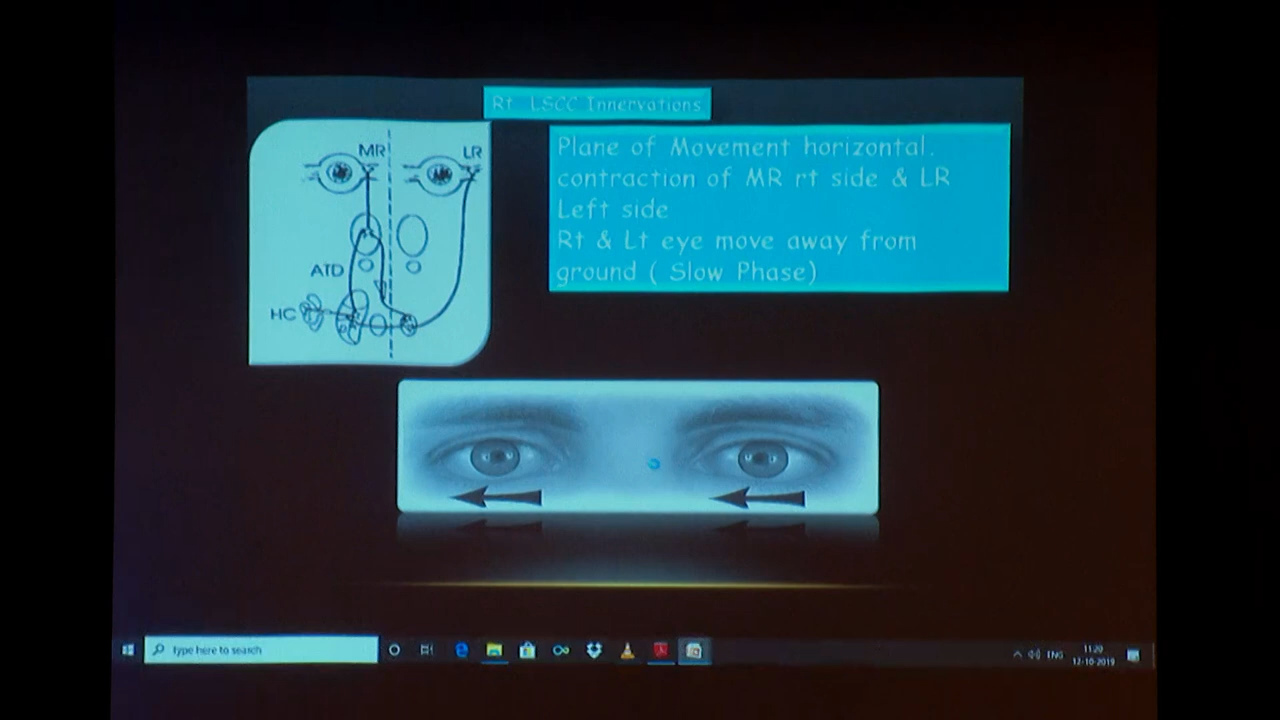 Rt LSCC Innervations
MR
LR
ATD
HC
Plane of Movement horizontal.
contraction of MR rt side & LR
Left side
Rt & Lt eye move away from
ground ( Slow Phase)
Type here to search
ENG
11:20
12-10-2019